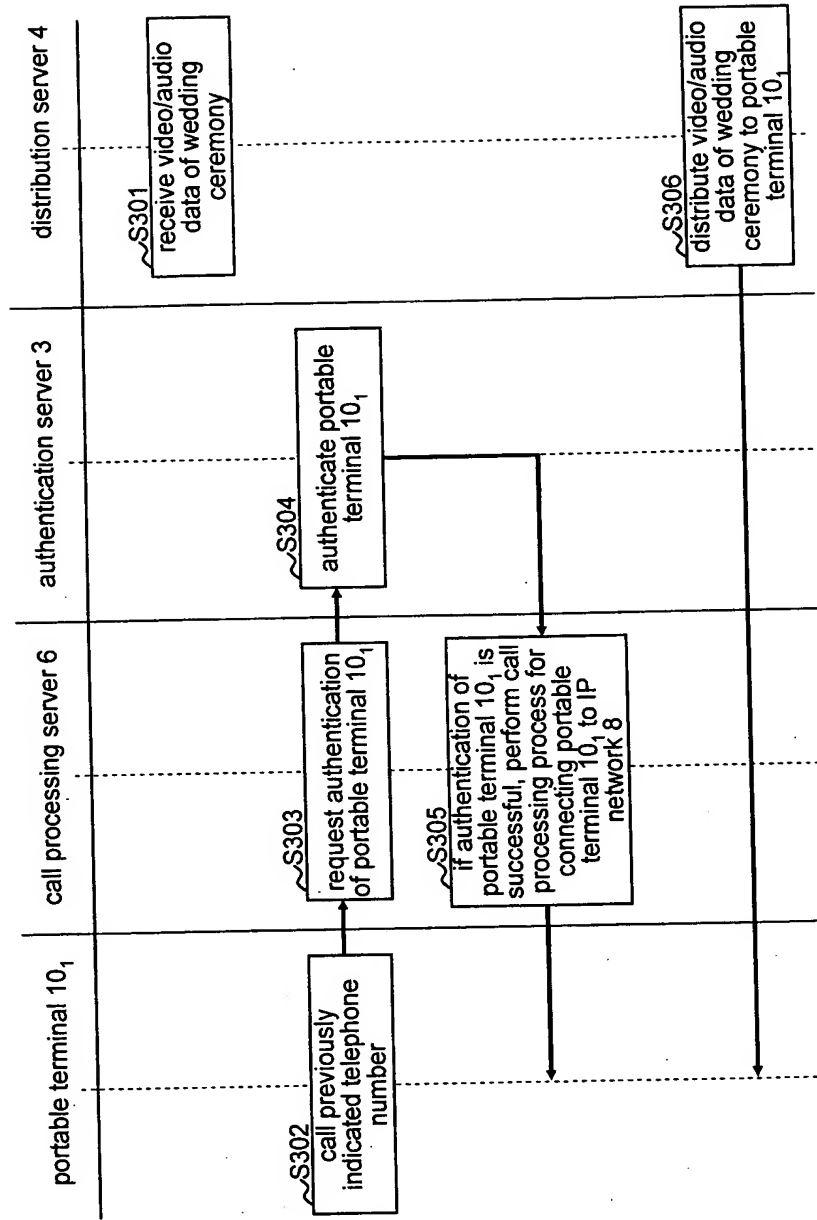 portable terminal 10₁
call processing server 6
authentication server 3
distribution server 4
S301
receive video/audio
data of wedding
ceremony
S302
call previously
indicated telephone
number
S303
request authentication
of portable terminal 10₁
S304
authenticate portable
terminal 10₁
S305
if authentication of
portable terminal 10₁ is
successful, perform call
processing process for
connecting portable
terminal 10₁ to IP
network 8
S306
distribute video/audio
data of wedding
ceremony to portable
terminal 10₁